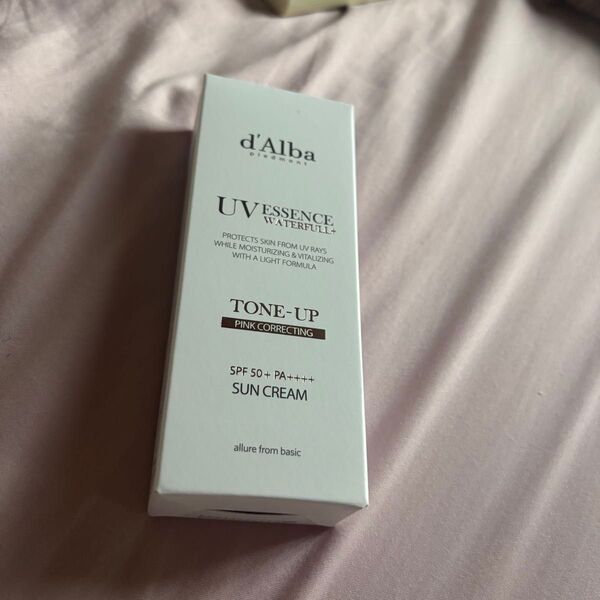 d'Alba
piedmont
UV ESSENCE
WATERFULL+
PROTECTS SKIN FROM UV RAYS
WHILE MOISTURIZING & VITALIZING
WITH A LIGHT FORMULA
TONE-UP
PINK CORRECTING
SPF 50+ PA++++
SUN CREAM
allure from basic